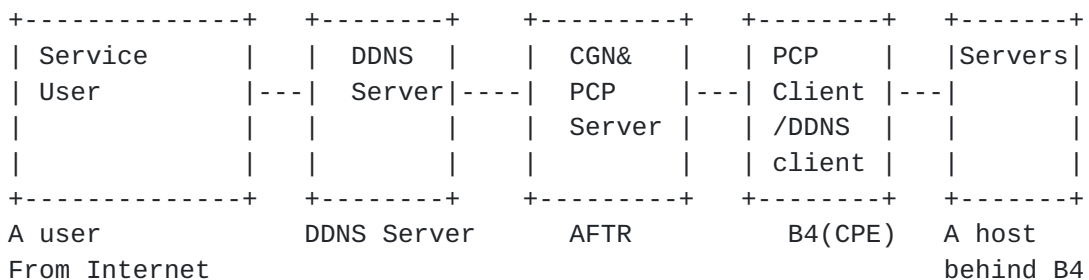 +--------------+   +--------+   +---------+   +--------+   +-------+
| Service      |   |  DDNS  |   |  CGN&   |   | PCP    |   |Servers|
| User         |---|  Server|----|  PCP    |---| Client |---|       |
|              |   |        |   |  Server |   | /DDNS  |   |       |
|              |   |        |   |         |   | client |   |       |
+--------------+   +--------+   +---------+   +--------+   +-------+
A user             DDNS Server     AFTR          B4(CPE)   A host
From Internet                                              behind B4